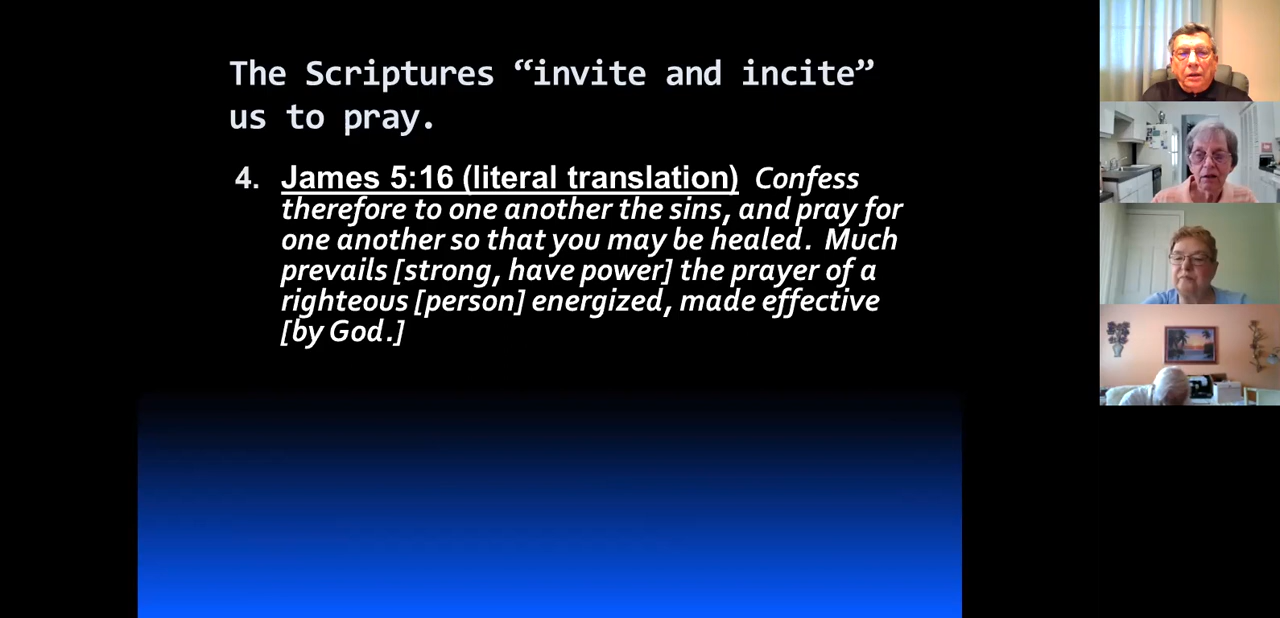 The Scriptures “invite and incite”
us to pray.
4. James 5:16 (literal translation) Confess
therefore to one another the sins, and pray for
one another so that you may be healed. Much
prevails [strong, have power] the prayer of a
righteous [person] energized, made effective
[by God.]